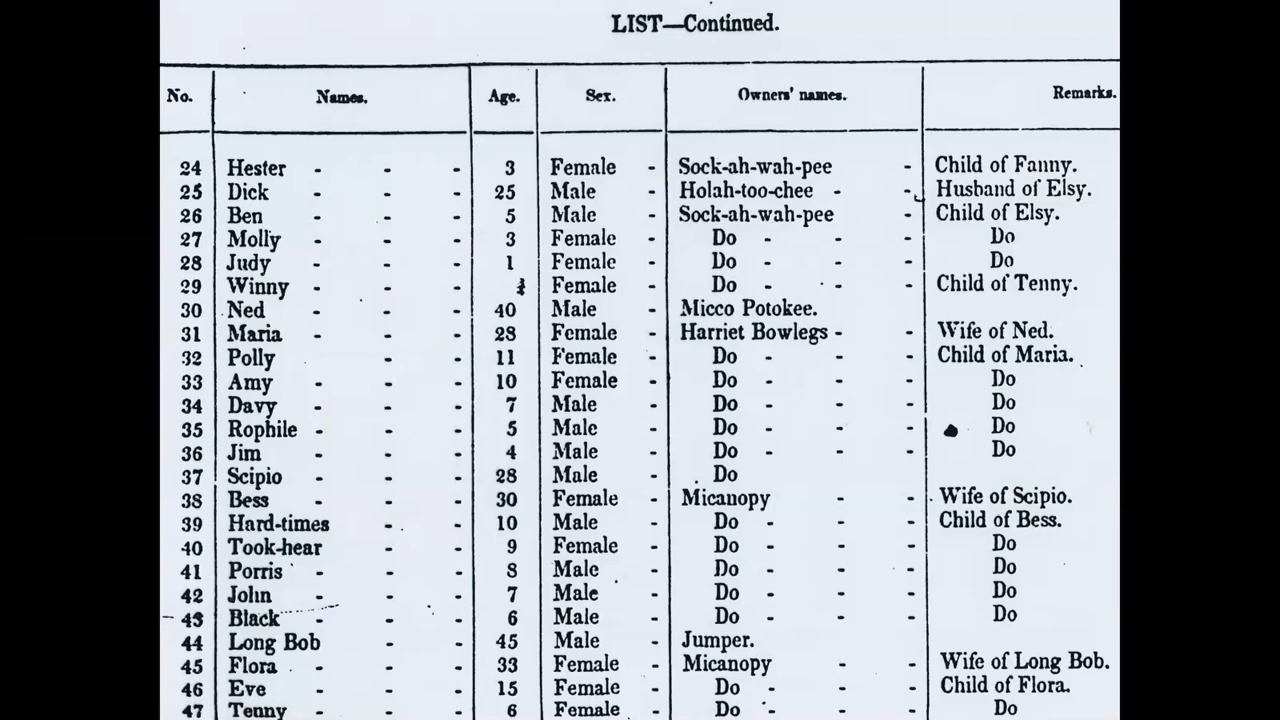 LIST—Continued.
No. Names. Age. Sex. Owners' names. Remarks.
24 Hester - - - 3 Female - Sock-ah-wah-pee - Child of Fanny.
25 Dick - - - 25 Male - Holah-too-chee - - Husband of Elsy.
26 Ben - - - 5 Male - Sock-ah-wah-pee - Child of Elsy.
27 Molly - - - 3 Female - Do - - - Do
28 Judy - - - 1 Female - Do - - - Do
29 Winny - - - Female - Do - - - Child of Tenny.
30 Ned - - - 40 Male - Micco Potokee.
31 Maria - - - 28 Female - Harriet Bowlegs - - Wife of Ned.
32 Polly - - - 11 Female - Do - - - Child of Maria.
33 Amy - - - 10 Female - Do - - - Do
34 Davy - - - 7 Male - Do - - - Do
35 Rophile - - - 5 Male - Do - - - Do
36 Jim - - - 4 Male - Do - - - Do
37 Scipio - - - 28 Male - Do
38 Bess - - - 30 Female - Micanopy - - Wife of Scipio.
39 Hard-times - - 10 Male - Do - - - Child of Bess.
40 Took-hear - - 9 Female - Do - - - Do
41 Porris - - - 8 Male - Do - - - Do
42 John - - - 7 Male - Do - - - Do
43 Black - - 6 Male - Do - - - Do
44 Long Bob - - 45 Male - Jumper.
45 Flora - - - 33 Female - Micanopy - - Wife of Long Bob.
46 Eve - - - 15 Female - Do - - - Child of Flora.
47 Tenny - - - 6 Female - Do - - - Do